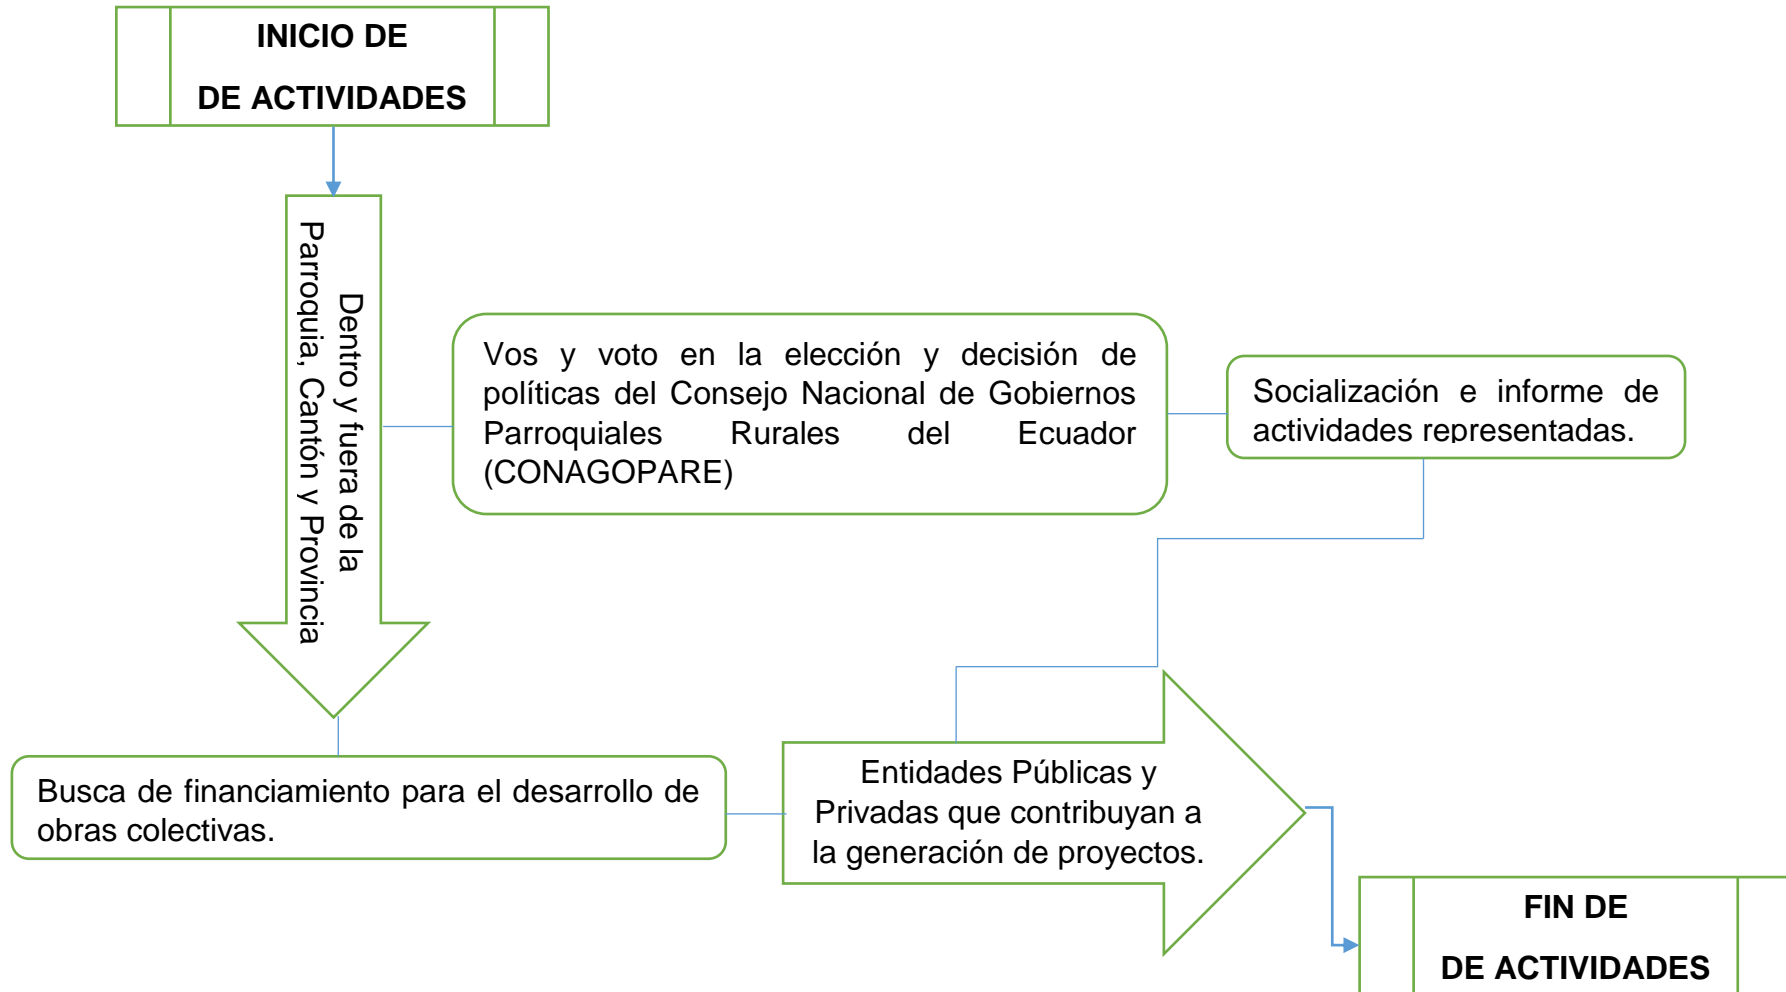 INICIO DE
DE ACTIVIDADES
Dentro y fuera de la
Parroquia, Cantón y Provincia
Vos y voto en la elección y decisión de
políticas del Consejo Nacional de Gobiernos
Parroquiales Rurales del Ecuador
(CONAGOPARE)
Socialización e informe de
actividades representadas.
Busca de financiamiento para el desarrollo de
obras colectivas.
Entidades Públicas y
Privadas que contribuyan a
la generación de proyectos.
FIN DE
DE ACTIVIDADES